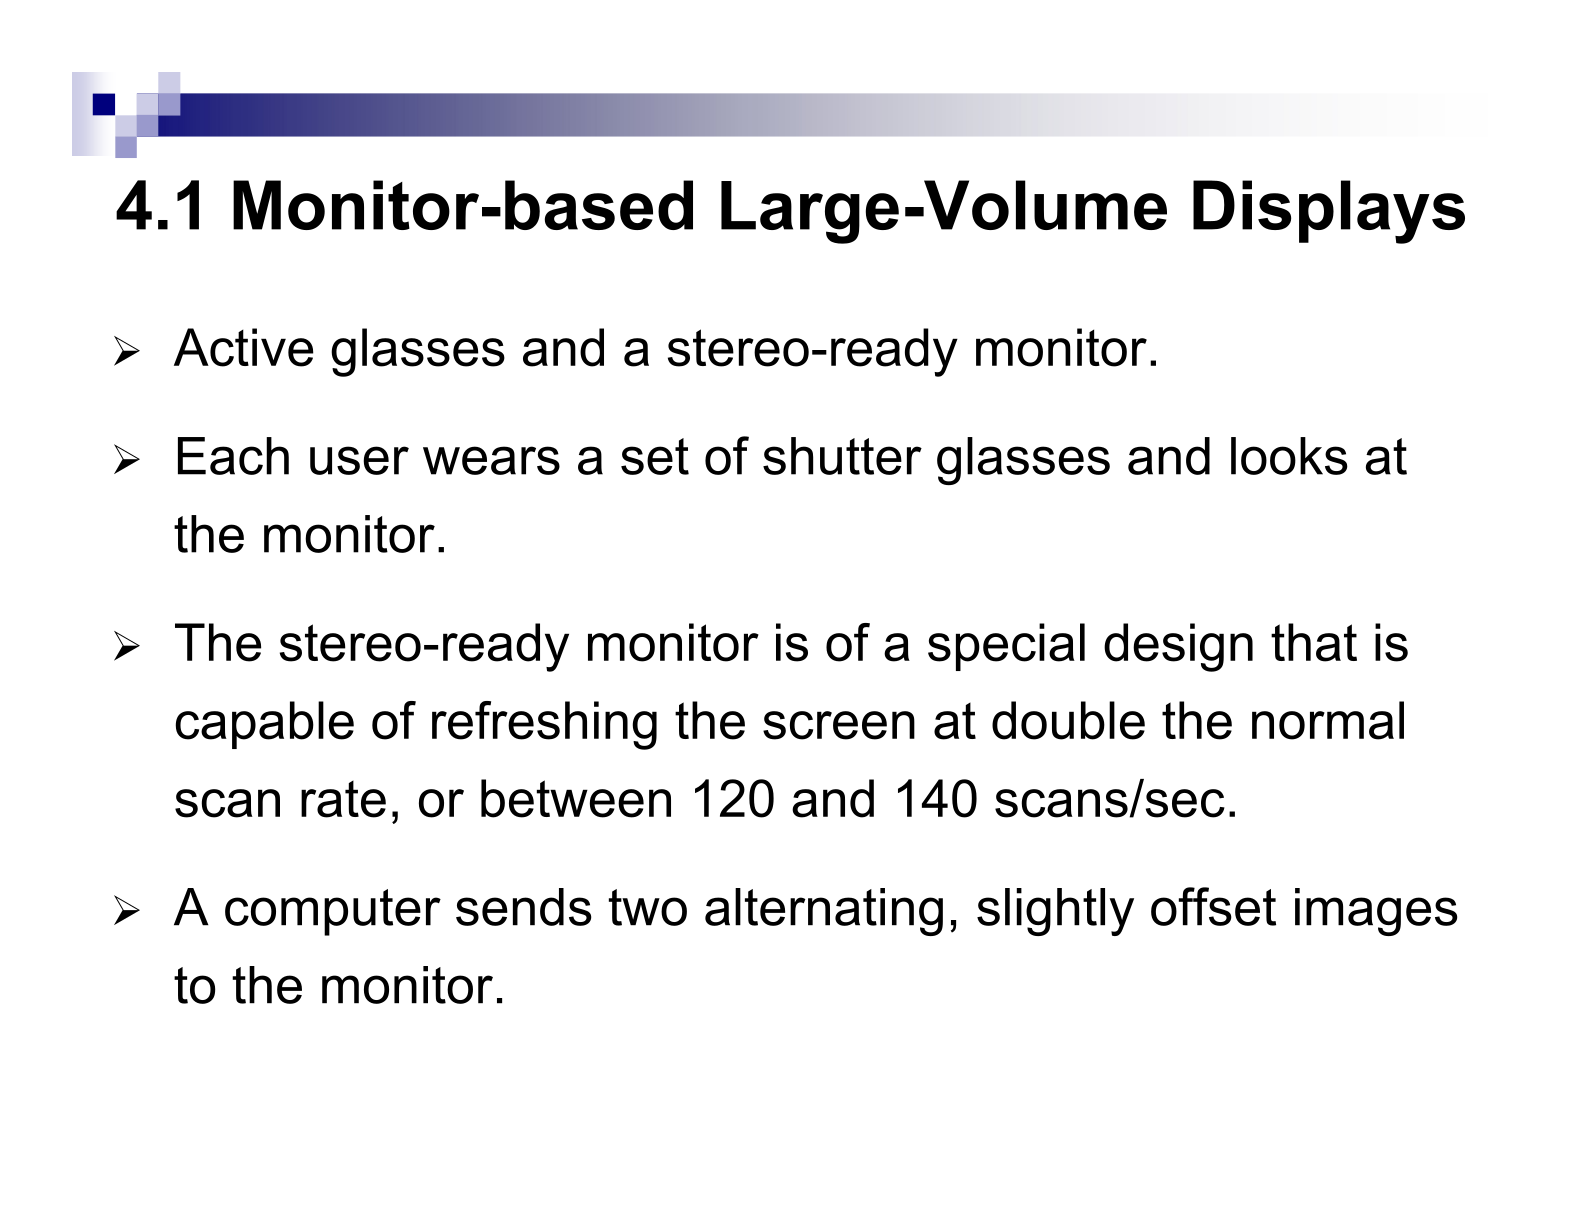 4.1 Monitor-based Large-Volume Displays
➢ Active glasses and a stereo-ready monitor.
➢ Each user wears a set of shutter glasses and looks at
the monitor.
➢ The stereo-ready monitor is of a special design that is
capable of refreshing the screen at double the normal
scan rate, or between 120 and 140 scans/sec.
➢ A computer sends two alternating, slightly offset images
to the monitor.